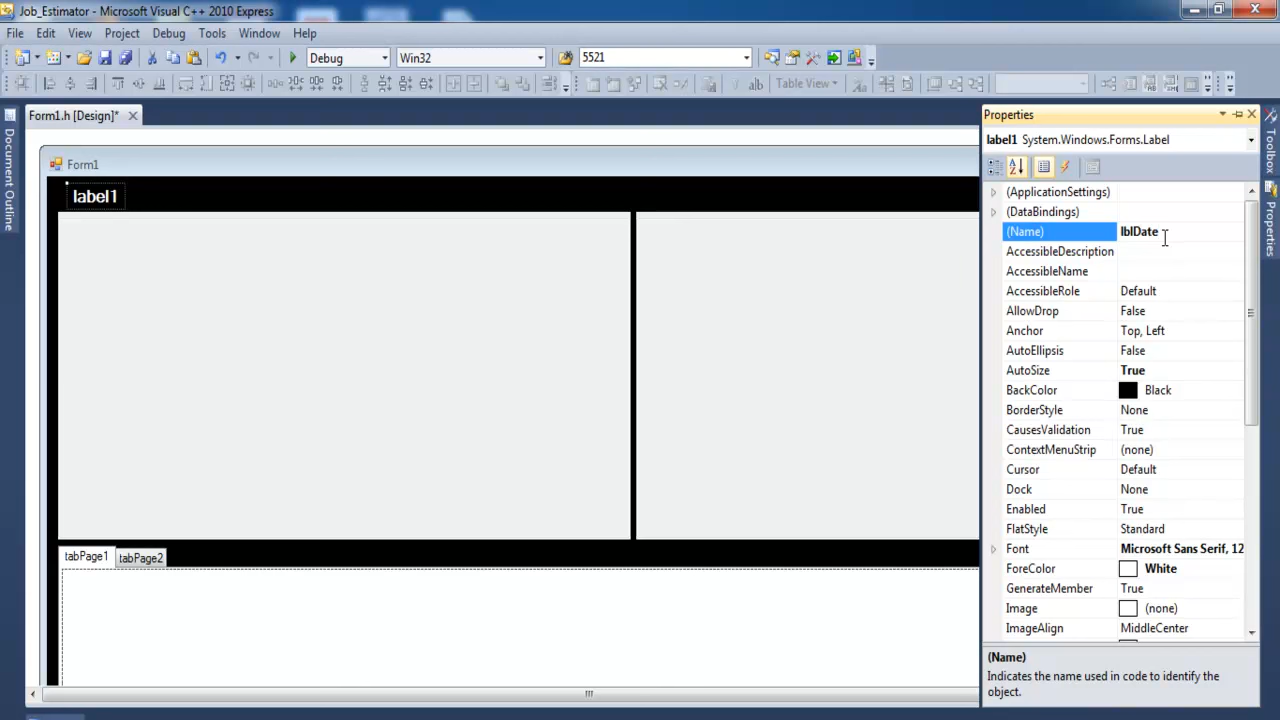 Job_Estimator - Microsoft Visual C++ 2010 Express
File Edit View Project Debug Tools Window Help
Debug Win32 5521
Table View
Form1.h [Design]*
Document Outline
Form1
label1
tabPage1 tabPage2
Properties
label1 System.Windows.Forms.Label
(ApplicationSettings)
(DataBindings)
(Name) lblDate
AccessibleDescription
AccessibleName
AccessibleRole Default
AllowDrop False
Anchor Top, Left
AutoEllipsis False
AutoSize True
BackColor Black
BorderStyle None
CausesValidation True
ContextMenuStrip (none)
Cursor Default
Dock None
Enabled True
FlatStyle Standard
Font Microsoft Sans Serif, 12
ForeColor White
GenerateMember True
Image (none)
ImageAlign MiddleCenter
(Name)
Indicates the name used in code to identify the
object.
Toolbox
Properties